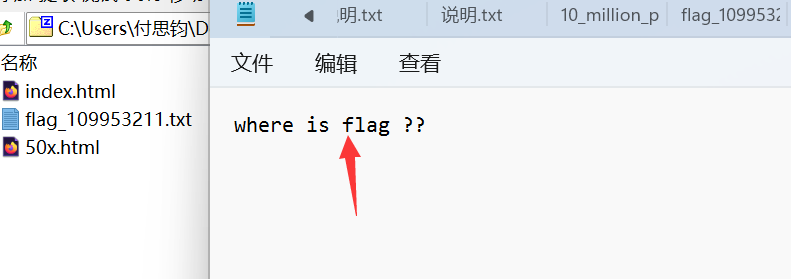 C:\Users\付思钧\D
名称
index.html
flag_109953211.txt
50x.html
明.txt
说明.txt
10_million_p
flag_1099532
文件
编辑
查看
where is flag ??